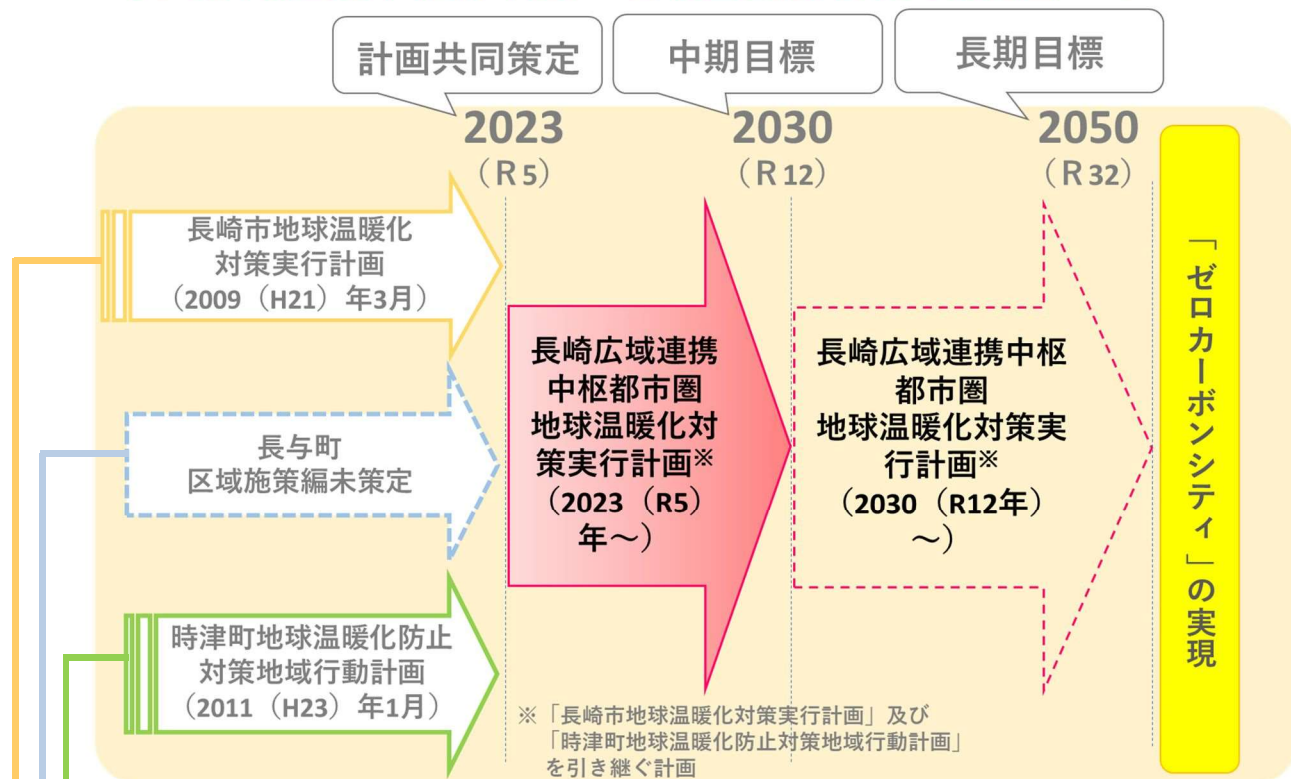 計画共同策定
中期目標
長期目標
2023
（R5）
2030
（R12）
2050
（R32）
長崎市地球温暖化
対策実行計画
（2009（H21）年3月）
長与町
区域施策編未策定
時津町地球温暖化防止
対策地域行動計画
（2011（H23）年1月）
長崎広域連携
中枢都市圏
地球温暖化対
策実行計画※
（2023（R5）
年～）
長崎広域連携中枢
都市圏
地球温暖化対策実
行計画※
（2030（R12年）
～）
「ゼロカーボンシティ」の実現
※「長崎市地球温暖化対策実行計画」及び
「時津町地球温暖化防止対策地域行動計画」
を引き継ぐ計画